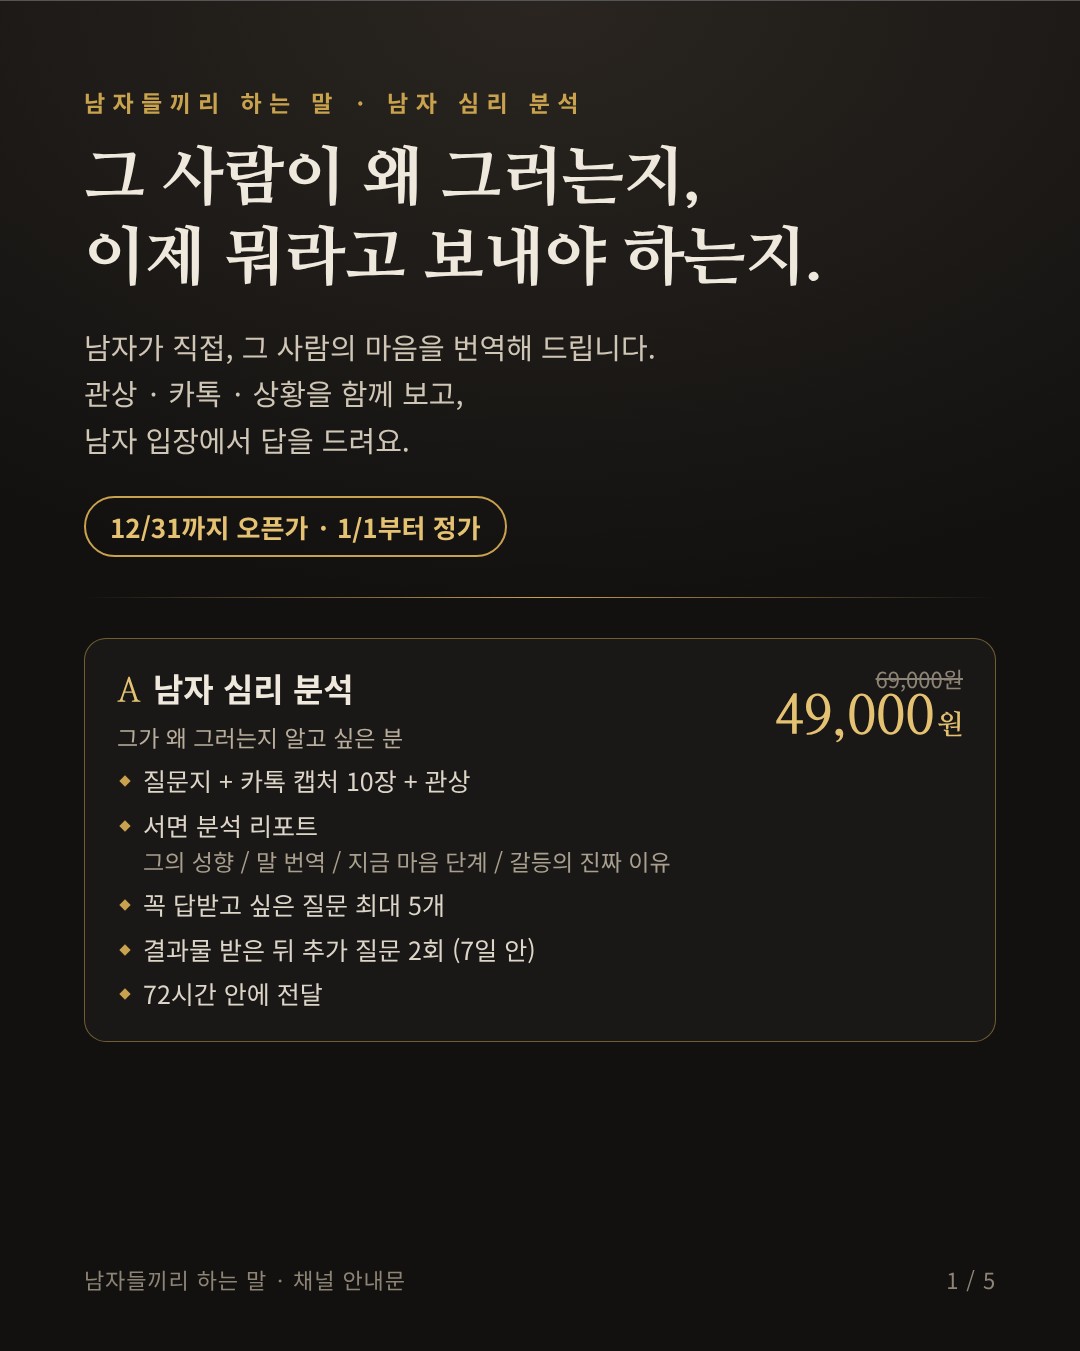 남자들끼리 하는 말 · 남자 심리 분석
그 사람이 왜 그러는지,
이제 뭐라고 보내야 하는지.
남자가 직접, 그 사람의 마음을 번역해 드립니다.
관상 · 카톡 · 상황을 함께 보고,
남자 입장에서 답을 드려요.
12/31까지 오픈가 · 1/1부터 정가
A 남자 심리 분석
69,000원
49,000원
그가 왜 그러는지 알고 싶은 분
◆ 질문지 + 카톡 캡처 10장 + 관상
◆ 서면 분석 리포트
그의 성향 / 말 번역 / 지금 마음 단계 / 갈등의 진짜 이유
◆ 꼭 답받고 싶은 질문 최대 5개
◆ 결과물 받은 뒤 추가 질문 2회 (7일 안)
◆ 72시간 안에 전달
남자들끼리 하는 말 · 채널 안내문
1 / 5